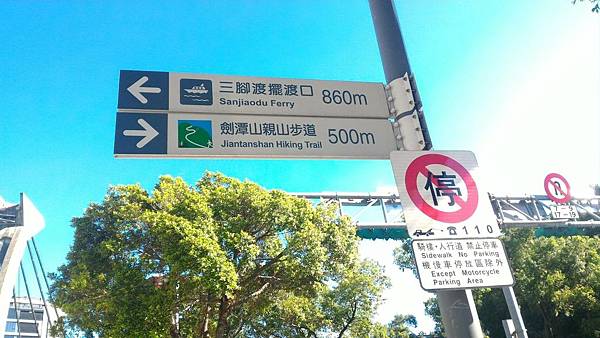 三腳渡擺渡口 860m
Sanjiaodu Ferry
劍潭山親山步道 500m
Jiantanshan Hiking Trail
停
110
騎樓‧人行道 禁止停車
Sidewalk No Parking
機慢車停放區除外
Except Motorcycle
Parking Area